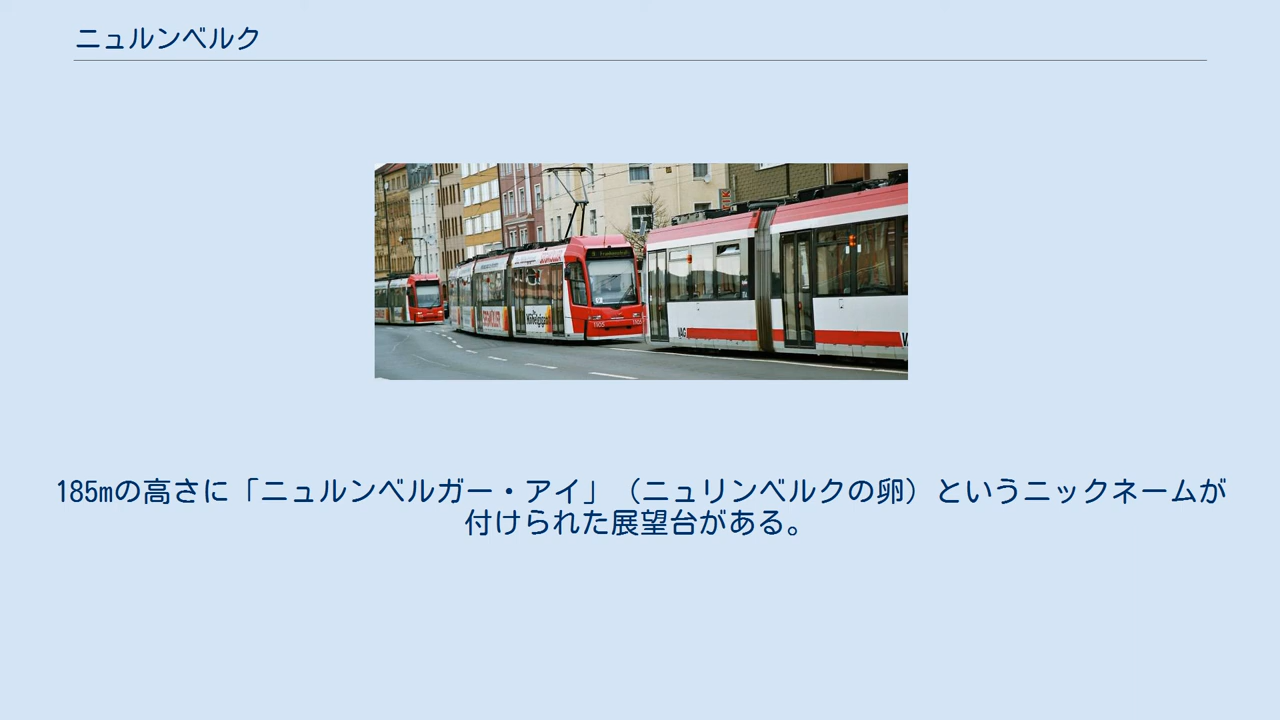 ニュルンベルク
VAG
1105
185mの高さに「ニュルンベルガー・アイ」（ニュリンベルクの卵）というニックネームが
付けられた展望台がある。